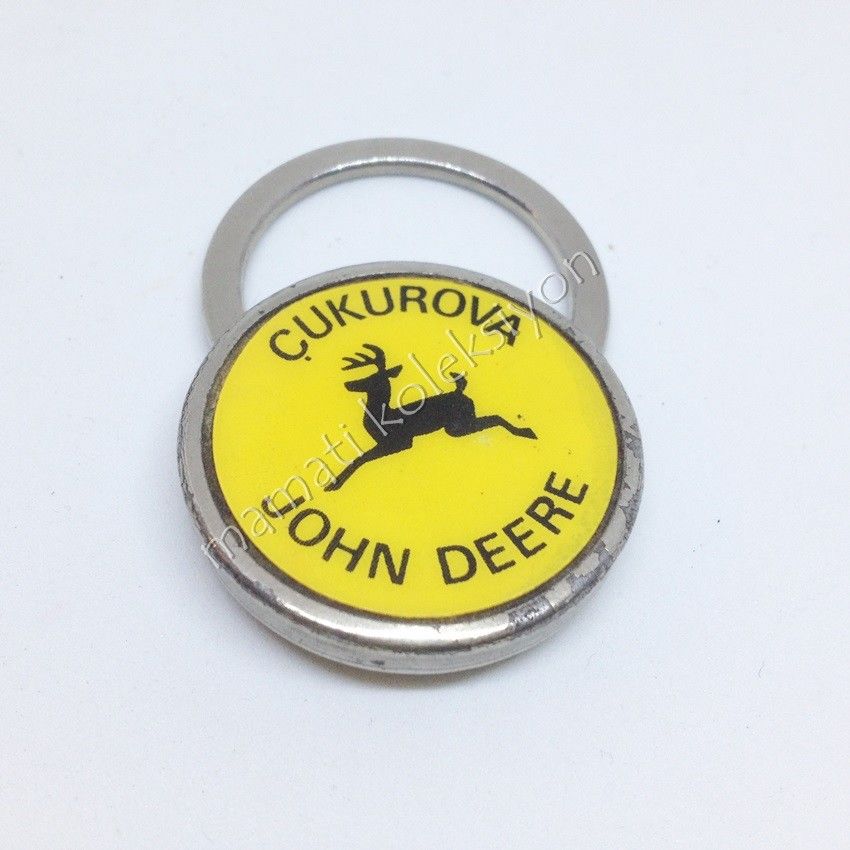 ÇUKUROVA
JOHN DEERE
mamati koleksiyon